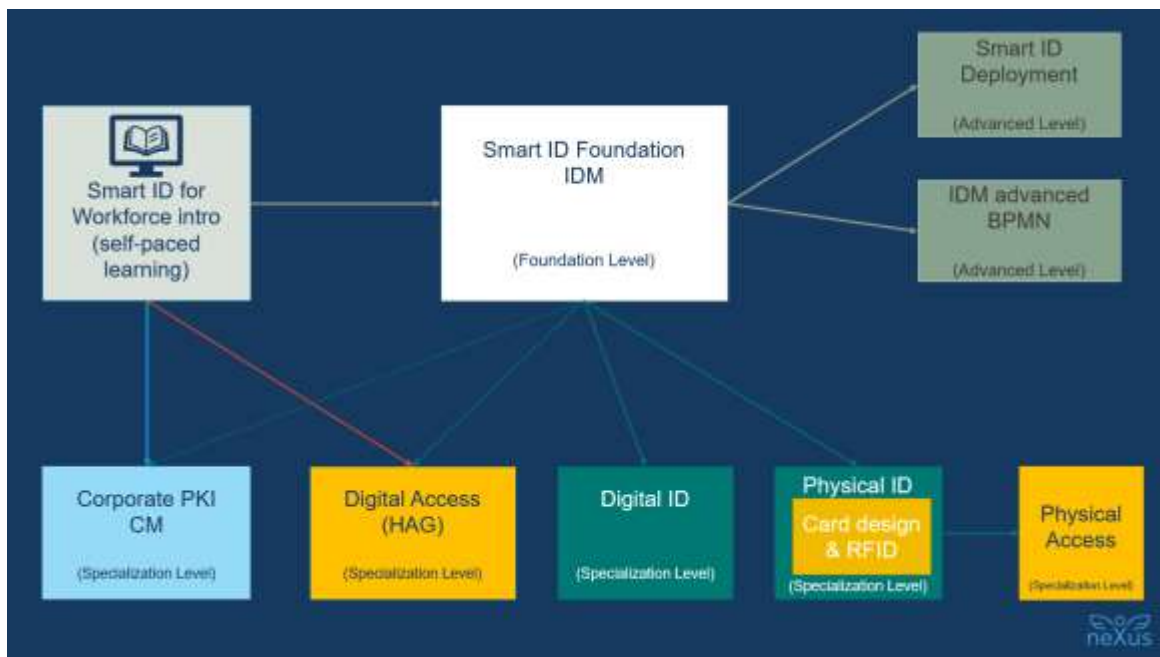 Smart ID for
Workforce intro
(self-paced
learning)
Smart ID Foundation
IDM
(Foundation Level)
Smart ID
Deployment
(Advanced Level)
IDM advanced
BPMN
(Advanced Level)
Corporate PKI
CM
(Specialization Level)
Digital Access
(HAG)
(Specialization Level)
Digital ID
(Specialization Level)
Physical ID
Card design
& RFID
(Specialization Level)
Physical
Access
(Specialization Level)
neXus